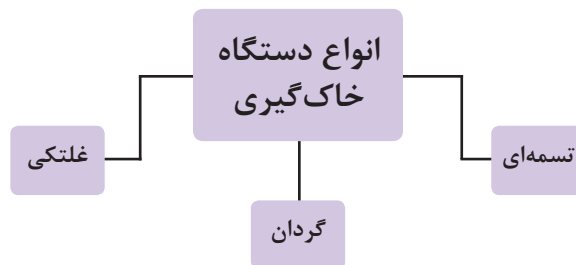 انواع دستگاه
خاک‌گیری
تسمه‌ای
غلتکی
گردان